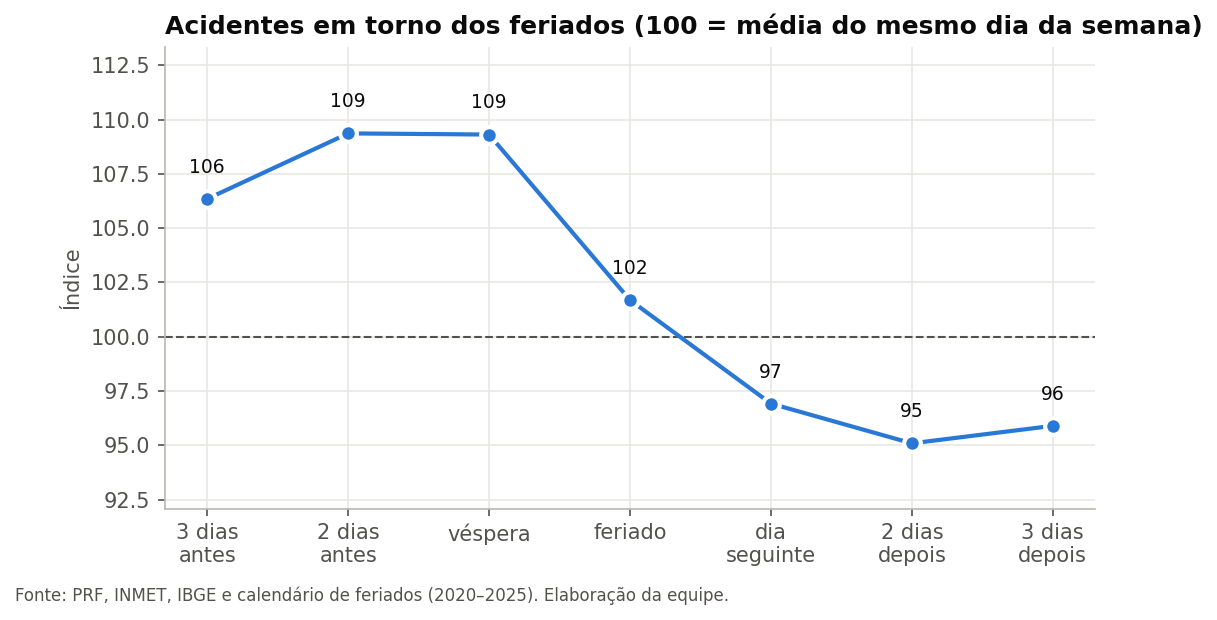 Acidentes em torno dos feriados (100 = média do mesmo dia da semana)
112.5
110.0
107.5
105.0
102.5
100.0
97.5
95.0
92.5
Índice
106
109
109
102
97
95
96
3 dias
antes
2 dias
antes
véspera
feriado
dia
seguinte
2 dias
depois
3 dias
depois
Fonte: PRF, INMET, IBGE e calendário de feriados (2020–2025). Elaboração da equipe.